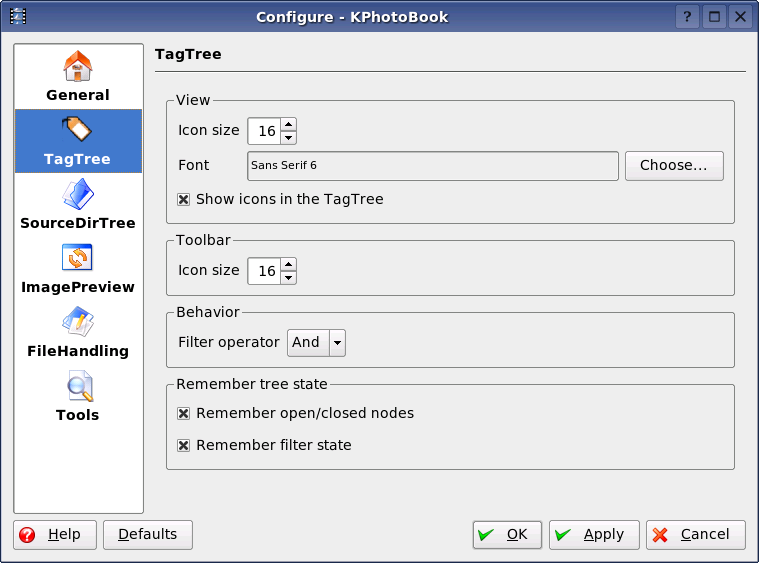 Configure - KPhotoBook
?
General
TagTree
SourceDirTree
ImagePreview
FileHandling
Tools
TagTree
View
Icon size 16
Font Sans Serif 6 Choose...
Show icons in the TagTree
Toolbar
Icon size 16
Behavior
Filter operator And
Remember tree state
Remember open/closed nodes
Remember filter state
Help Defaults OK Apply Cancel